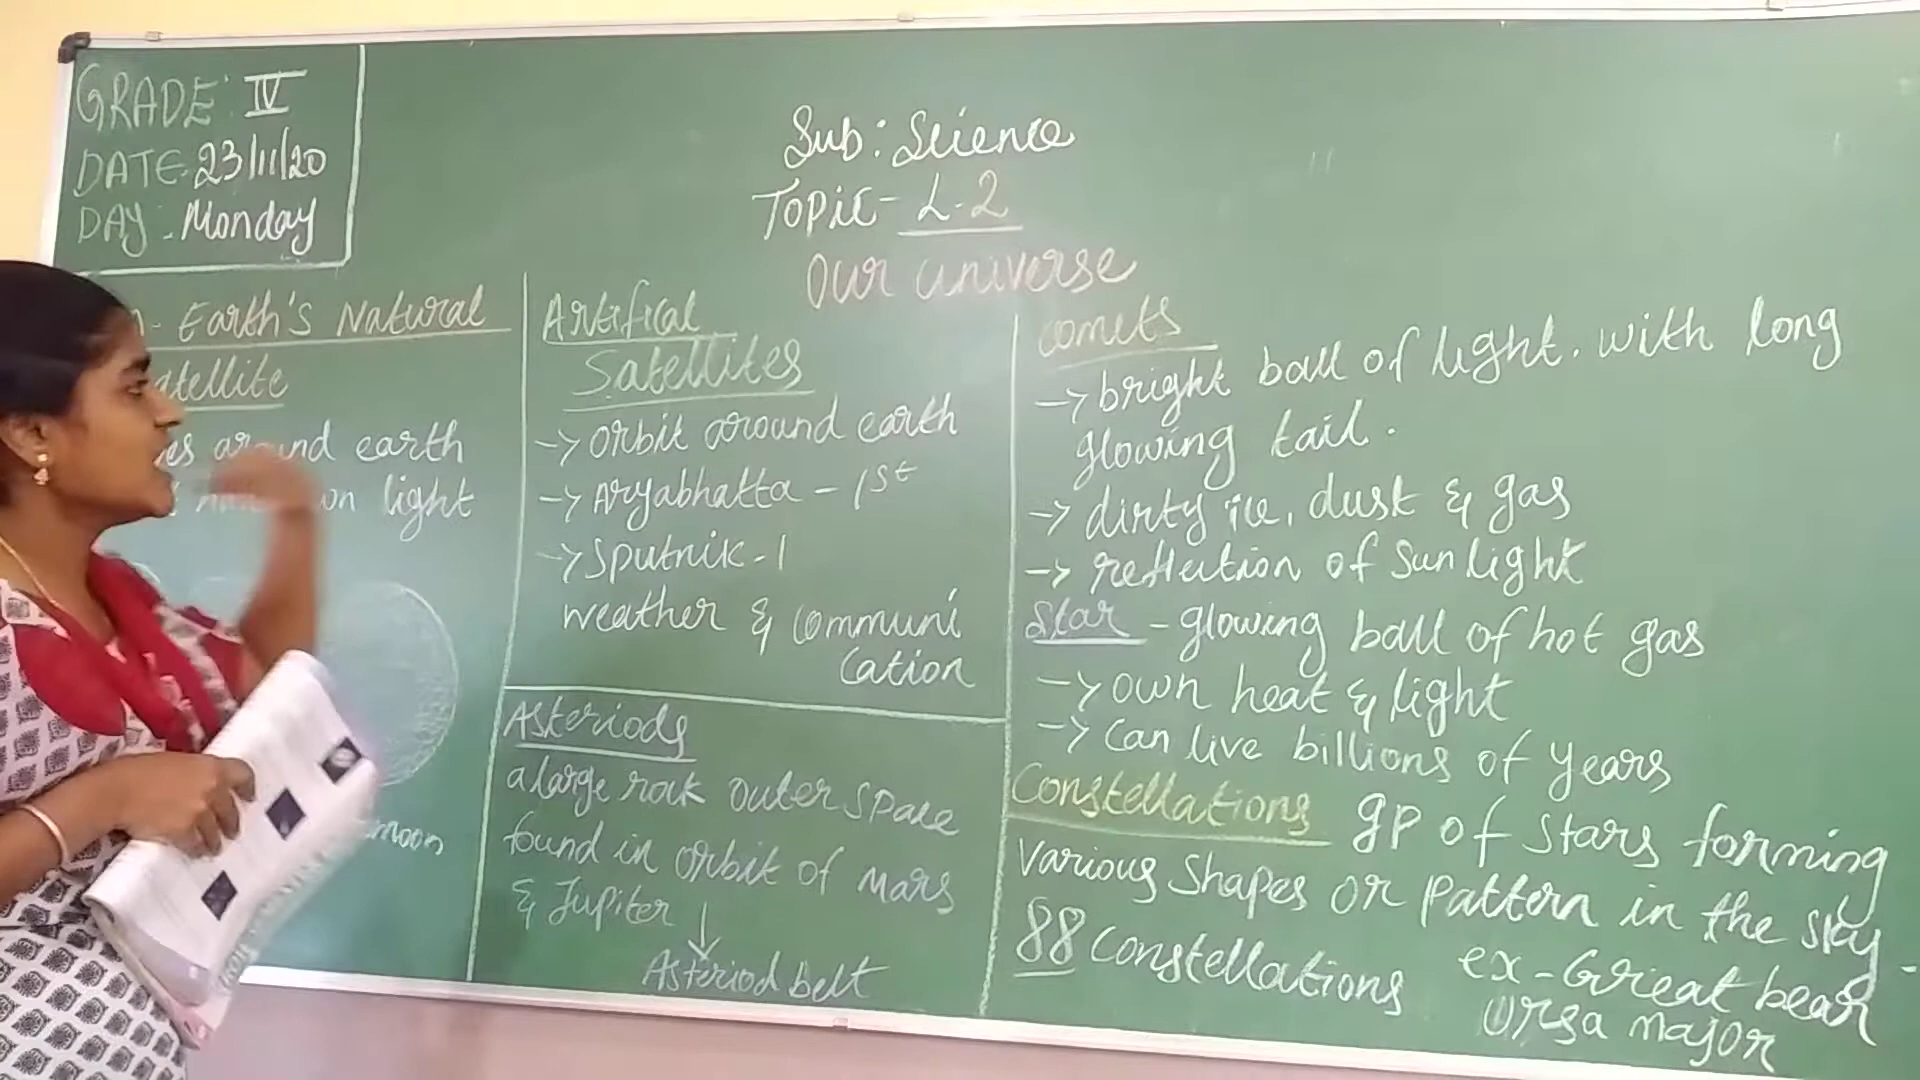 GRADE: IV
DATE: 23/11/20
DAY: Monday
Sub: Science
Topic - L-2
Our universe
- Earth's Natural
around earth
light
moon
Artifical
Satellites
-> orbit around earth
-> Aryabhatta - 1st
-> Sputnik - 1
weather & communi
cation
Asteriods
a large rock outer space
found in orbit of Mars
& Jupiter
Asteriod belt
comets
-> bright ball of light. with long
glowing tail.
-> dirty ice, dust & gas
-> reflection of Sunlight
Star - glowing ball of hot gas
-> own heat & light
-> can live billions of years
Constellations gp of stars forming
various shapes or pattern in the sky -
88 constellations ex - Great bear
Ursa major